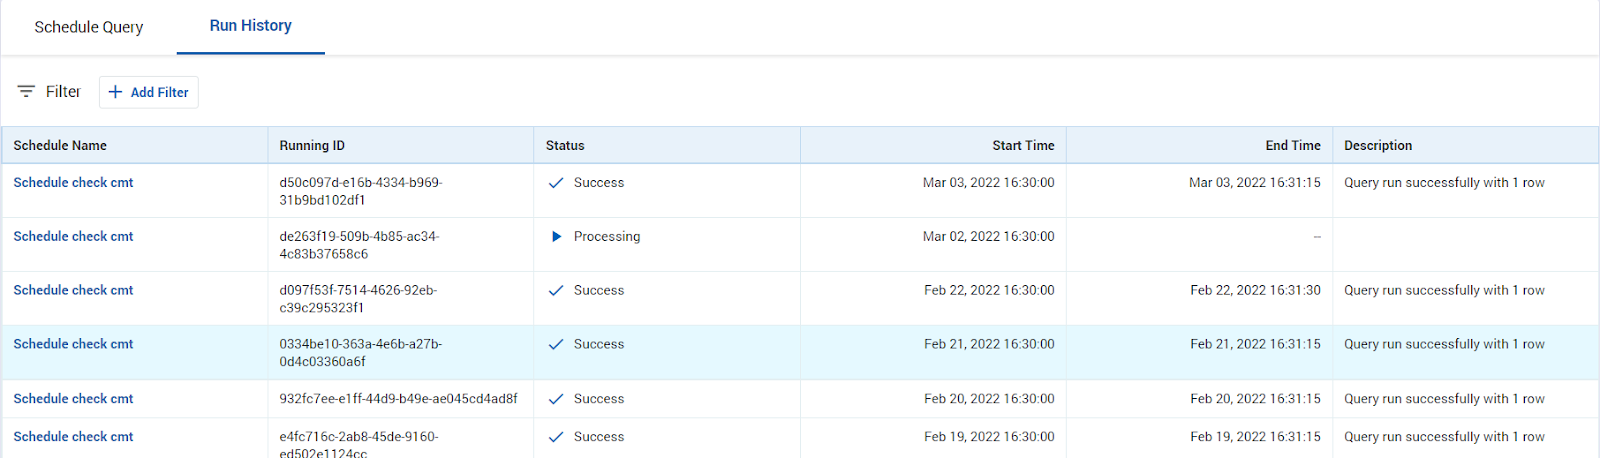 Schedule Query
Run History
Filter
Add Filter
Schedule Name Running ID Status Start Time End Time Description
Schedule check cmt d50c097d-e16b-4334-b969- Success Mar 03, 2022 16:30:00 Mar 03, 2022 16:31:15 Query run successfully with 1 row
31b9bd102df1
Schedule check cmt de263f19-509b-4b85-ac34- Processing Mar 02, 2022 16:30:00 --
4c83b37658c6
Schedule check cmt d097f53f-7514-4626-92eb- Success Feb 22, 2022 16:30:00 Feb 22, 2022 16:31:30 Query run successfully with 1 row
c39c295323f1
Schedule check cmt 0334be10-363a-4e6b-a27b- Success Feb 21, 2022 16:30:00 Feb 21, 2022 16:31:15 Query run successfully with 1 row
0d4c03360a6f
Schedule check cmt 932fc7ee-e1ff-44d9-b49e-ae045cd4ad8f Success Feb 20, 2022 16:30:00 Feb 20, 2022 16:31:15 Query run successfully with 1 row
Schedule check cmt e4fc716c-2ab8-45de-9160- Success Feb 19, 2022 16:30:00 Feb 19, 2022 16:31:15 Query run successfully with 1 row
ed502e1124cc